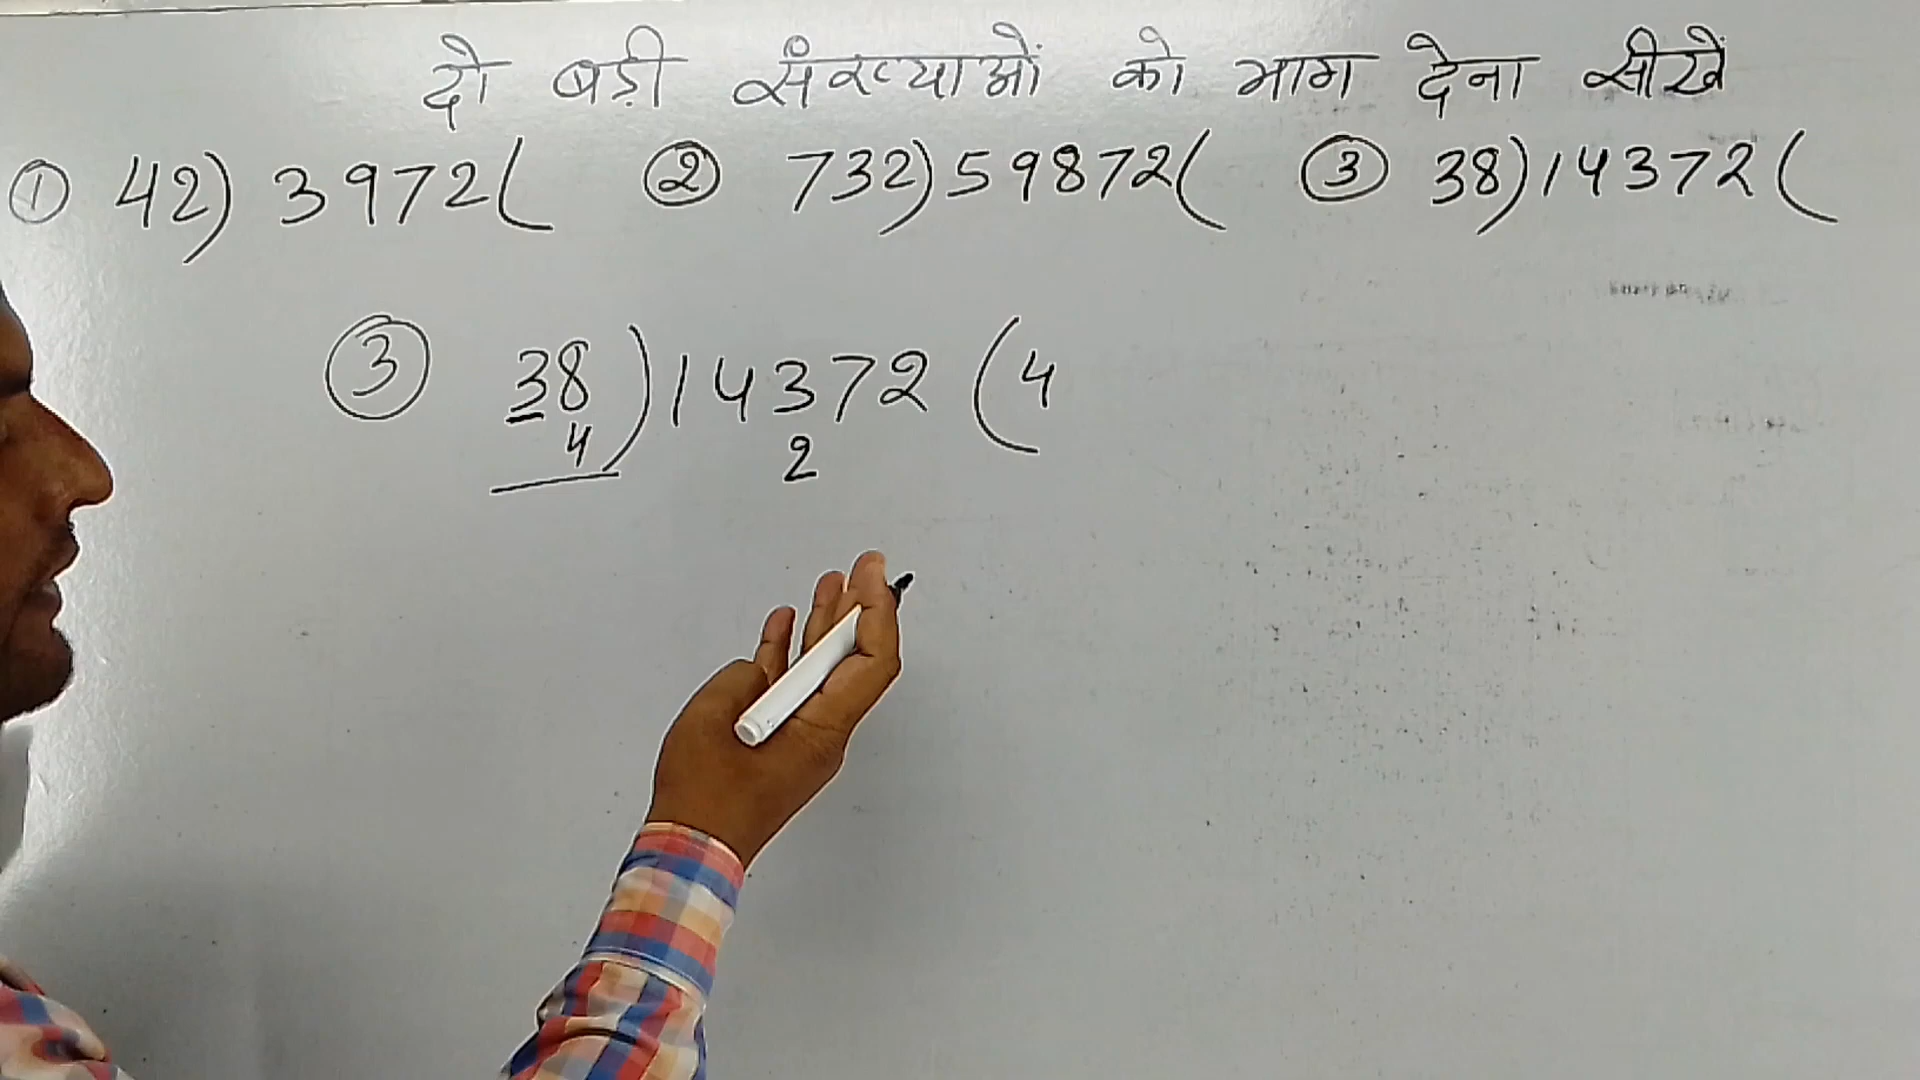 दो बड़ी संख्याओं को भाग देना सीखें
① 42) 3972( ② 732) 59872( ③ 38) 14372(
③ 38) 14372 (4
4 2